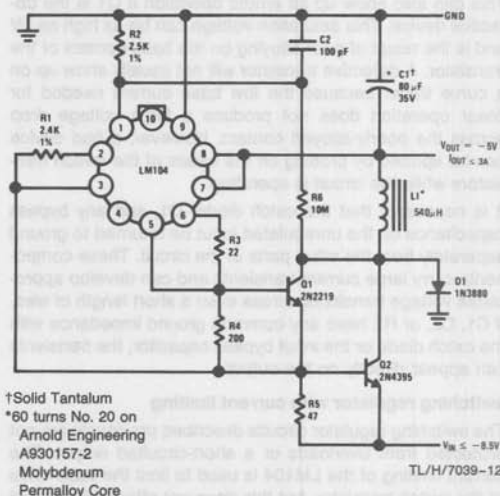 GND
R2
2.5K
1%
C2
100 pF
C1†
80 μF
35V
+
R1
2.4K
1%
10
1
9
2
8
LM104
3
7
4
5
6
VOUT = −5V
IOUT ≤ 3A
R6
10M
L1*
540μH
R3
22
Q1
2N2219
D1
1N3880
R4
200
Q2
2N4395
R5
47
VIN ≤ −8.5V
TL/H/7039–12
†Solid Tantalum
*60 turns No. 20 on
Arnold Engineering
A930157-2
Molybdenum
Permalloy Core